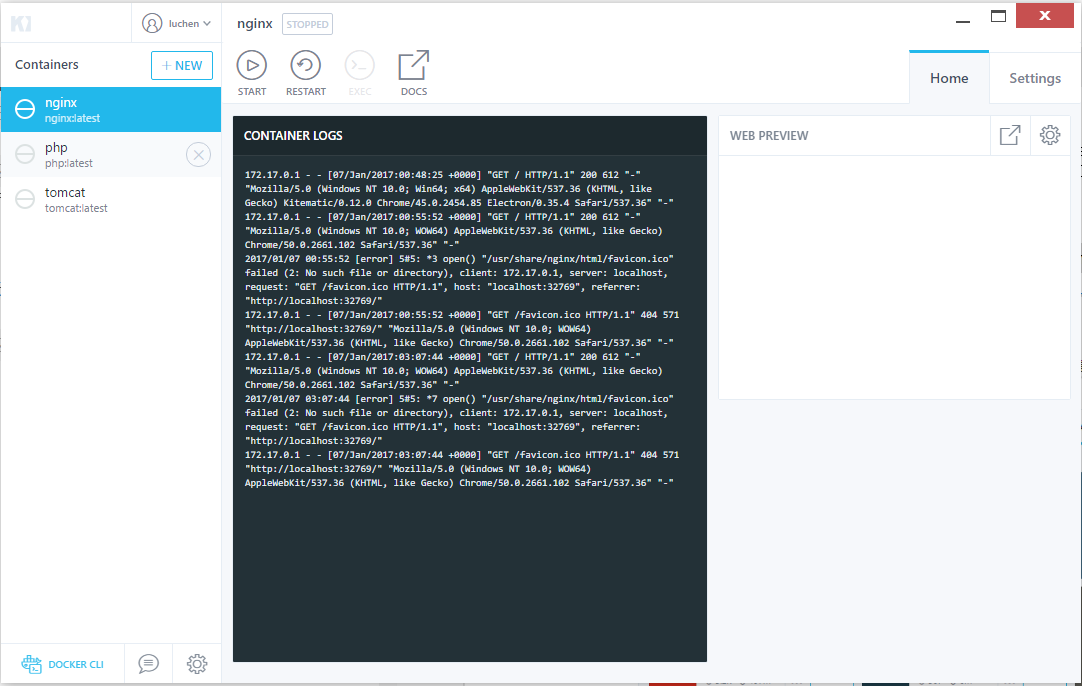 luchen
nginx STOPPED
Containers
+ NEW
START
RESTART
EXEC
DOCS
Home
Settings
nginx
nginx:latest
php
php:latest
tomcat
tomcat:latest
CONTAINER LOGS
172.17.0.1 - - [07/Jan/2017:00:48:25 +0000] "GET / HTTP/1.1" 200 612 "-"
"Mozilla/5.0 (Windows NT 10.0; Win64; x64) AppleWebKit/537.36 (KHTML, like
Gecko) Kitematic/0.12.0 Chrome/45.0.2454.85 Electron/0.35.4 Safari/537.36" "-"
172.17.0.1 - - [07/Jan/2017:00:55:52 +0000] "GET / HTTP/1.1" 200 612 "-"
"Mozilla/5.0 (Windows NT 10.0; WOW64) AppleWebKit/537.36 (KHTML, like Gecko)
Chrome/50.0.2661.102 Safari/537.36" "-"
2017/01/07 00:55:52 [error] 5#5: *3 open() "/usr/share/nginx/html/favicon.ico"
failed (2: No such file or directory), client: 172.17.0.1, server: localhost,
request: "GET /favicon.ico HTTP/1.1", host: "localhost:32769", referrer:
"http://localhost:32769/"
172.17.0.1 - - [07/Jan/2017:00:55:52 +0000] "GET /favicon.ico HTTP/1.1" 404 571
"http://localhost:32769/" "Mozilla/5.0 (Windows NT 10.0; WOW64)
AppleWebKit/537.36 (KHTML, like Gecko) Chrome/50.0.2661.102 Safari/537.36" "-"
172.17.0.1 - - [07/Jan/2017:03:07:44 +0000] "GET / HTTP/1.1" 200 612 "-"
"Mozilla/5.0 (Windows NT 10.0; WOW64) AppleWebKit/537.36 (KHTML, like Gecko)
Chrome/50.0.2661.102 Safari/537.36" "-"
2017/01/07 03:07:44 [error] 5#5: *7 open() "/usr/share/nginx/html/favicon.ico"
failed (2: No such file or directory), client: 172.17.0.1, server: localhost,
request: "GET /favicon.ico HTTP/1.1", host: "localhost:32769", referrer:
"http://localhost:32769/"
172.17.0.1 - - [07/Jan/2017:03:07:44 +0000] "GET /favicon.ico HTTP/1.1" 404 571
"http://localhost:32769/" "Mozilla/5.0 (Windows NT 10.0; WOW64)
AppleWebKit/537.36 (KHTML, like Gecko) Chrome/50.0.2661.102 Safari/537.36" "-"
WEB PREVIEW
DOCKER CLI